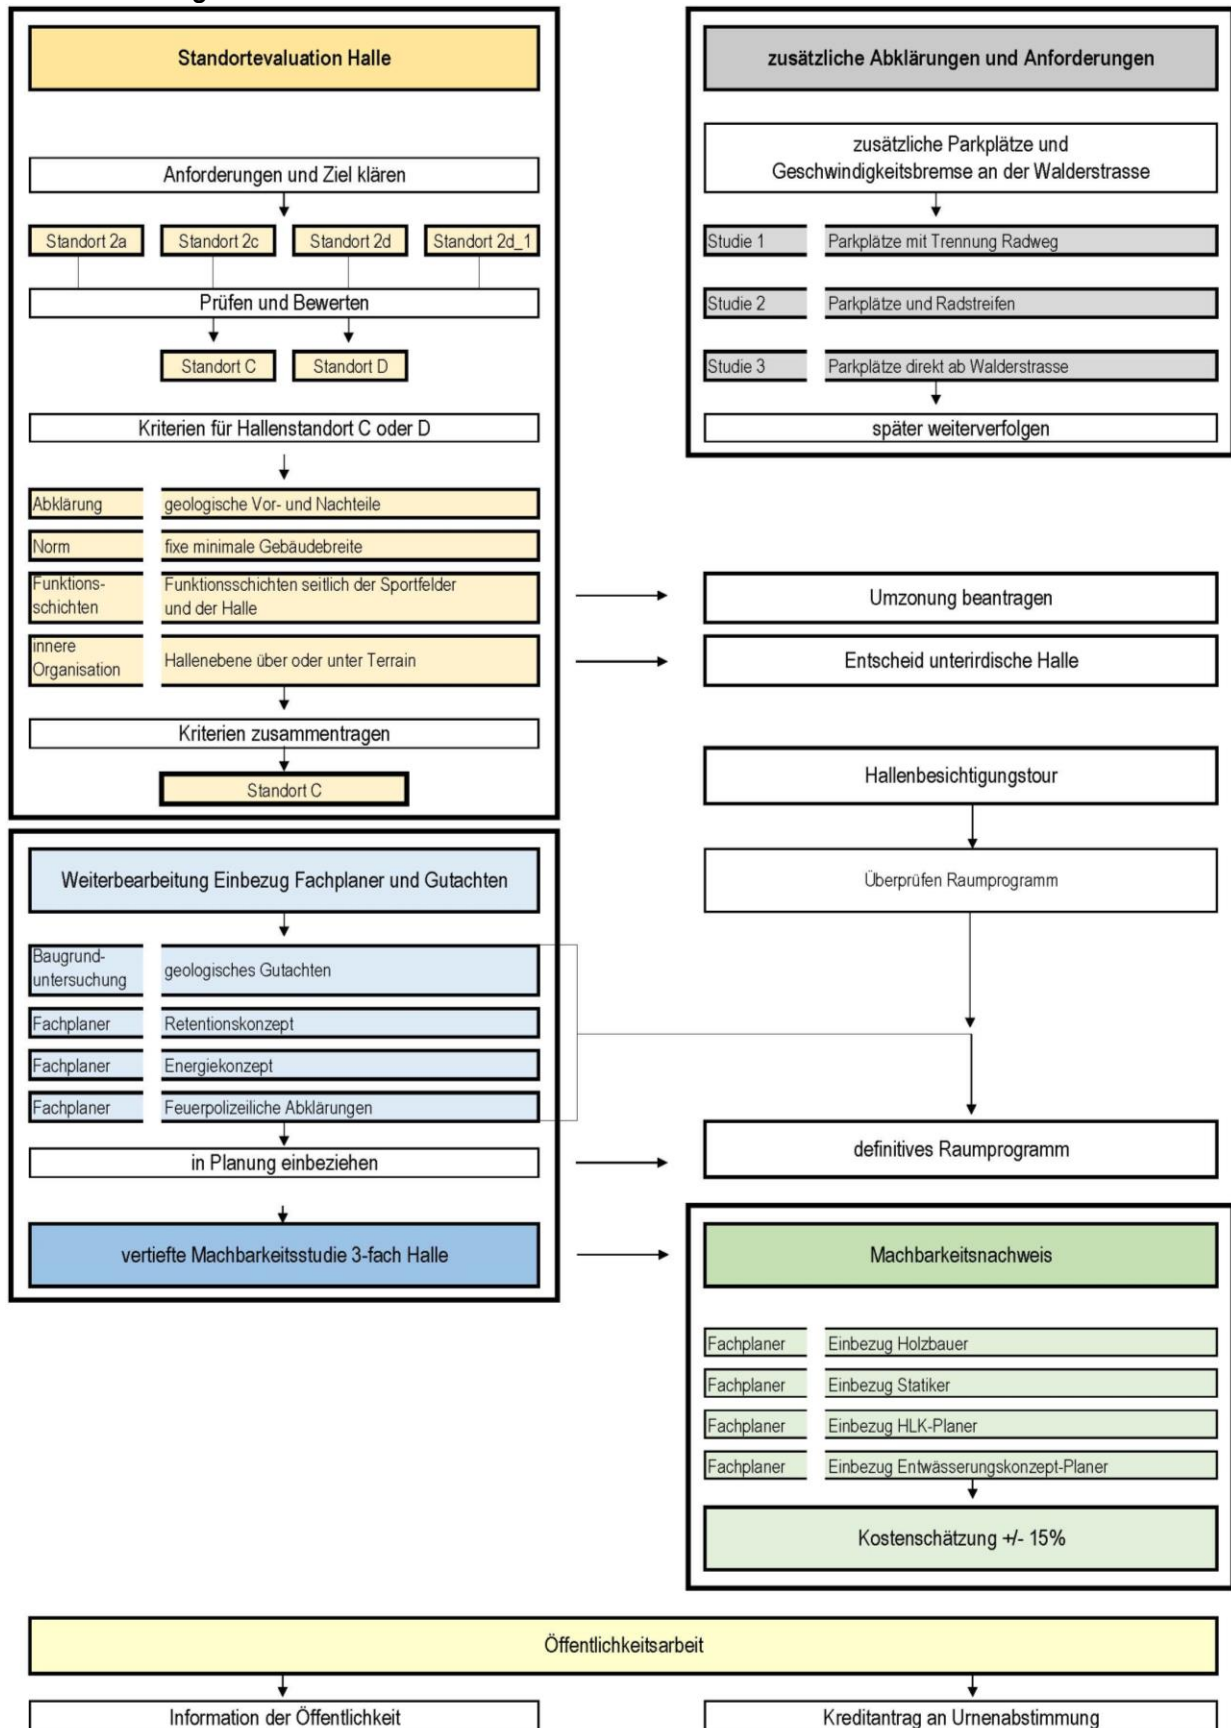 Standortevaluation Halle
Anforderungen und Ziel klären
Standort 2a
Standort 2c
Standort 2d
Standort 2d_1
Prüfen und Bewerten
Standort C
Standort D
Kriterien für Hallenstandort C oder D
Abklärung
geologische Vor- und Nachteile
Norm
fixe minimale Gebäudebreite
Funktions-
schichten
Funktionsschichten seitlich der Sportfelder
und der Halle
innere
Organisation
Hallenebene über oder unter Terrain
Kriterien zusammentragen
Standort C
zusätzliche Abklärungen und Anforderungen
zusätzliche Parkplätze und
Geschwindigkeitsbremse an der Walderstrasse
Studie 1
Parkplätze mit Trennung Radweg
Studie 2
Parkplätze und Radstreifen
Studie 3
Parkplätze direkt ab Walderstrasse
später weiterverfolgen
Umzonung beantragen
Entscheid unterirdische Halle
Hallenbesichtigungstour
Überprüfen Raumprogramm
Weiterbearbeitung Einbezug Fachplaner und Gutachten
Baugrund-
untersuchung
geologisches Gutachten
Fachplaner
Retentionskonzept
Fachplaner
Energiekonzept
Fachplaner
Feuerpolizeiliche Abklärungen
in Planung einbeziehen
vertiefte Machbarkeitsstudie 3-fach Halle
definitives Raumprogramm
Machbarkeitsnachweis
Fachplaner
Einbezug Holzbauer
Fachplaner
Einbezug Statiker
Fachplaner
Einbezug HLK-Planer
Fachplaner
Einbezug Entwässerungskonzept-Planer
Kostenschätzung +/- 15%
Öffentlichkeitsarbeit
Information der Öffentlichkeit
Kreditantrag an Urnenabstimmung